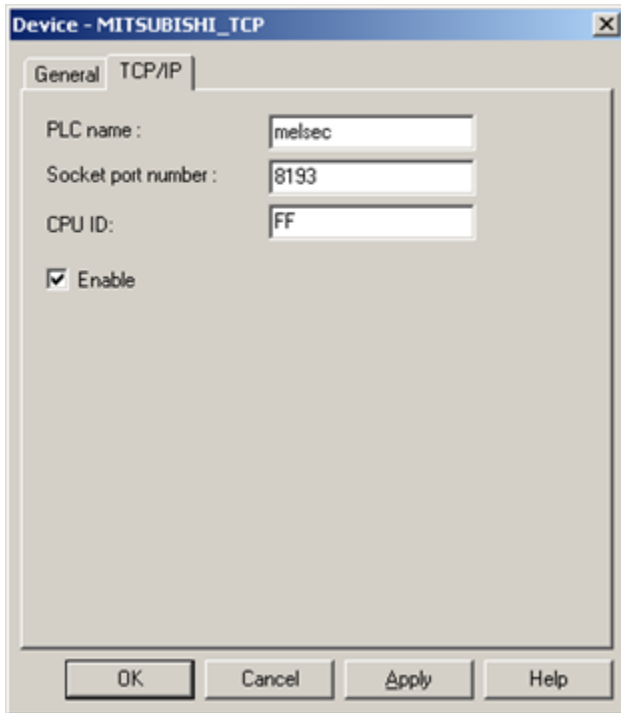 Device - MITSUBISHI_TCP
General TCP/IP
PLC name : melsec
Socket port number : 8193
CPU ID: FF
Enable
OK Cancel Apply Help